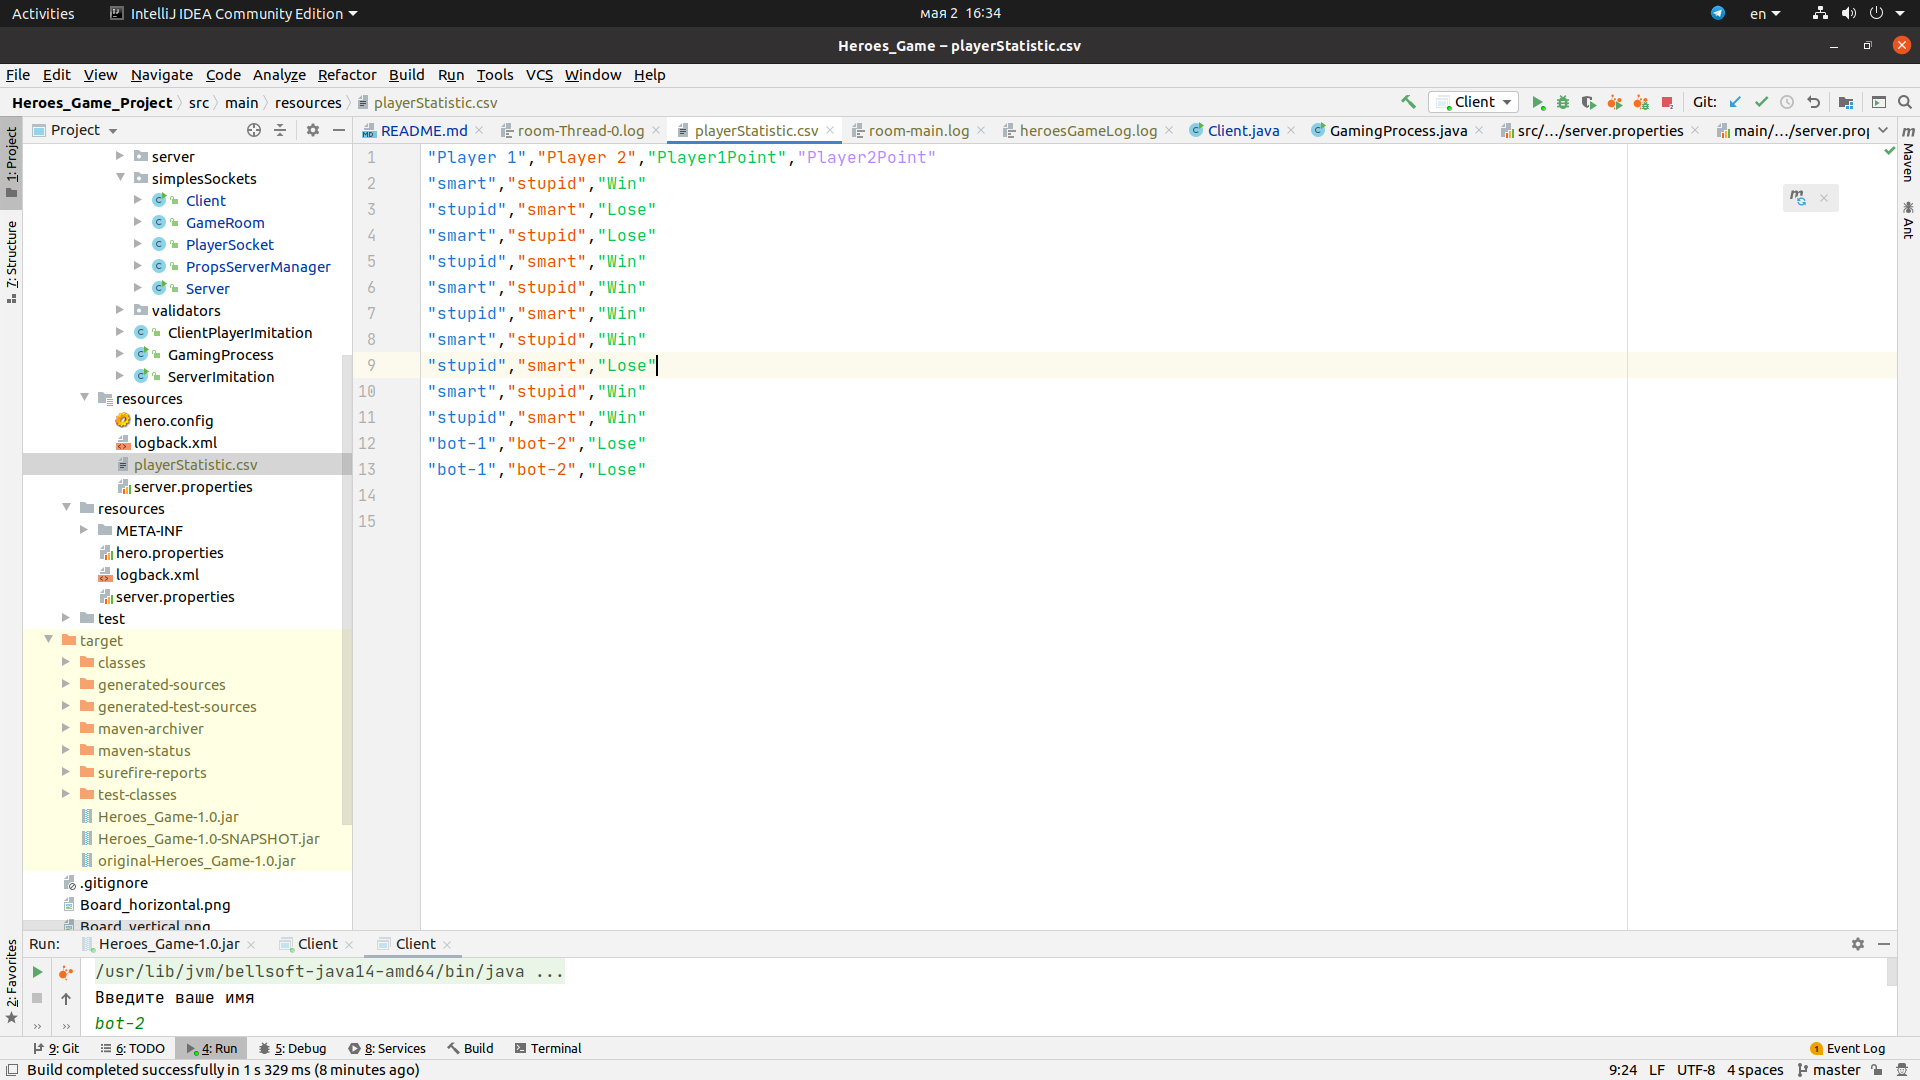 Activities
IntelliJ IDEA Community Edition
мая 2 16:34
en
Heroes_Game – playerStatistic.csv
File Edit View Navigate Code Analyze Refactor Build Run Tools VCS Window Help
Heroes_Game_Project src main resources playerStatistic.csv
Client
Git:
1: Project
7: Structure
2: Favorites
Project
README.md
room-Thread-0.log
playerStatistic.csv
room-main.log
heroesGameLog.log
Client.java
GamingProcess.java
src/.../server.properties
main/.../server.prop
Maven
Ant
server
simplesSockets
Client
GameRoom
PlayerSocket
PropsServerManager
Server
validators
ClientPlayerImitation
GamingProcess
ServerImitation
resources
hero.config
logback.xml
playerStatistic.csv
server.properties
resources
META-INF
hero.properties
logback.xml
server.properties
test
target
classes
generated-sources
generated-test-sources
maven-archiver
maven-status
surefire-reports
test-classes
Heroes_Game-1.0.jar
Heroes_Game-1.0-SNAPSHOT.jar
original-Heroes_Game-1.0.jar
.gitignore
Board_horizontal.png
Board_vertical.png
1 "Player 1","Player 2","Player1Point","Player2Point"
2 "smart","stupid","Win"
3 "stupid","smart","Lose"
4 "smart","stupid","Lose"
5 "stupid","smart","Win"
6 "smart","stupid","Win"
7 "stupid","smart","Win"
8 "smart","stupid","Win"
9 "stupid","smart","Lose"
10 "smart","stupid","Win"
11 "stupid","smart","Win"
12 "bot-1","bot-2","Lose"
13 "bot-1","bot-2","Lose"
14
15
Run:
Heroes_Game-1.0.jar
Client
Client
/usr/lib/jvm/bellsoft-java14-amd64/bin/java ...
Введите ваше имя
bot-2
9: Git
6: TODO
4: Run
5: Debug
8: Services
Build
Terminal
1 Event Log
Build completed successfully in 1 s 329 ms (8 minutes ago)
9:24 LF UTF-8 4 spaces master